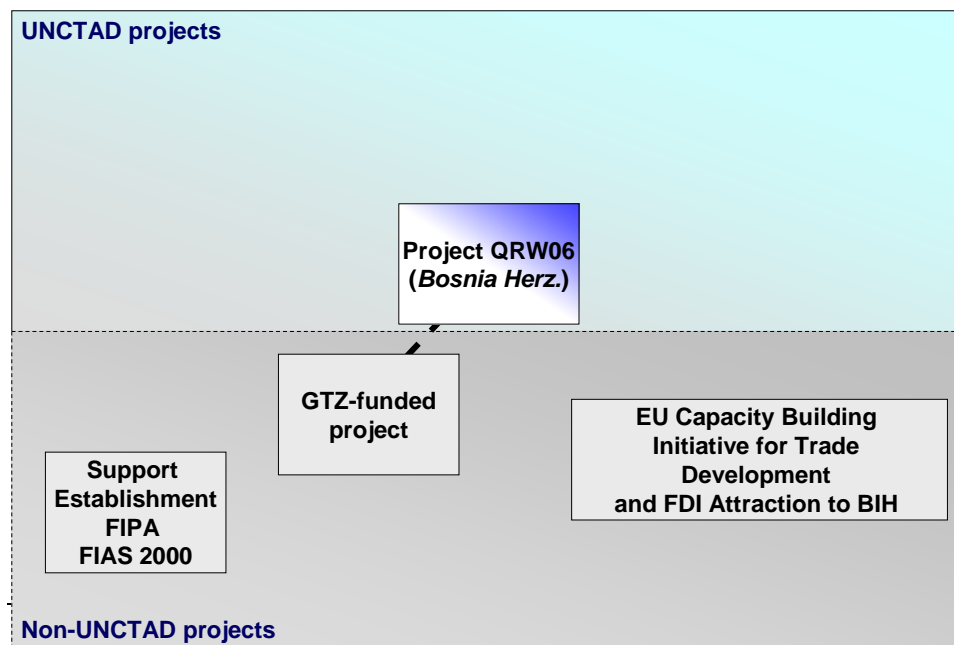 UNCTAD projects
Project QRW06
(Bosnia Herz.)
GTZ-funded
project
EU Capacity Building
Initiative for Trade
Development
and FDI Attraction to BIH
Support
Establishment
FIPA
FIAS 2000
Non-UNCTAD projects